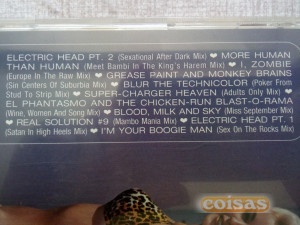 ELECTRIC HEAD PT. 2 (Sexational After Dark Mix) ❤ MORE HUMAN
THAN HUMAN (Meet Bambi In The King's Harem Mix) ❤ I, ZOMBIE
(Europe In The Raw Mix) ❤ GREASE PAINT AND MONKEY BRAINS
(Sin Centers Of Suburbia Mix) ❤ BLUR THE TECHNICOLOR (Poker From
Stud To Strip Mix) ❤ SUPER-CHARGER HEAVEN (Adults Only Mix) ❤
EL PHANTASMO AND THE CHICKEN-RUN BLAST-O-RAMA
(Wine, Women And Song Mix) ❤ BLOOD, MILK AND SKY (Miss September Mix)
❤ REAL SOLUTION #9 (Mambo Mania Mix) ❤ ELECTRIC HEAD PT. 1
(Satan In High Heels Mix) ❤ I'M YOUR BOOGIE MAN (Sex On The Rocks Mix)
coisas